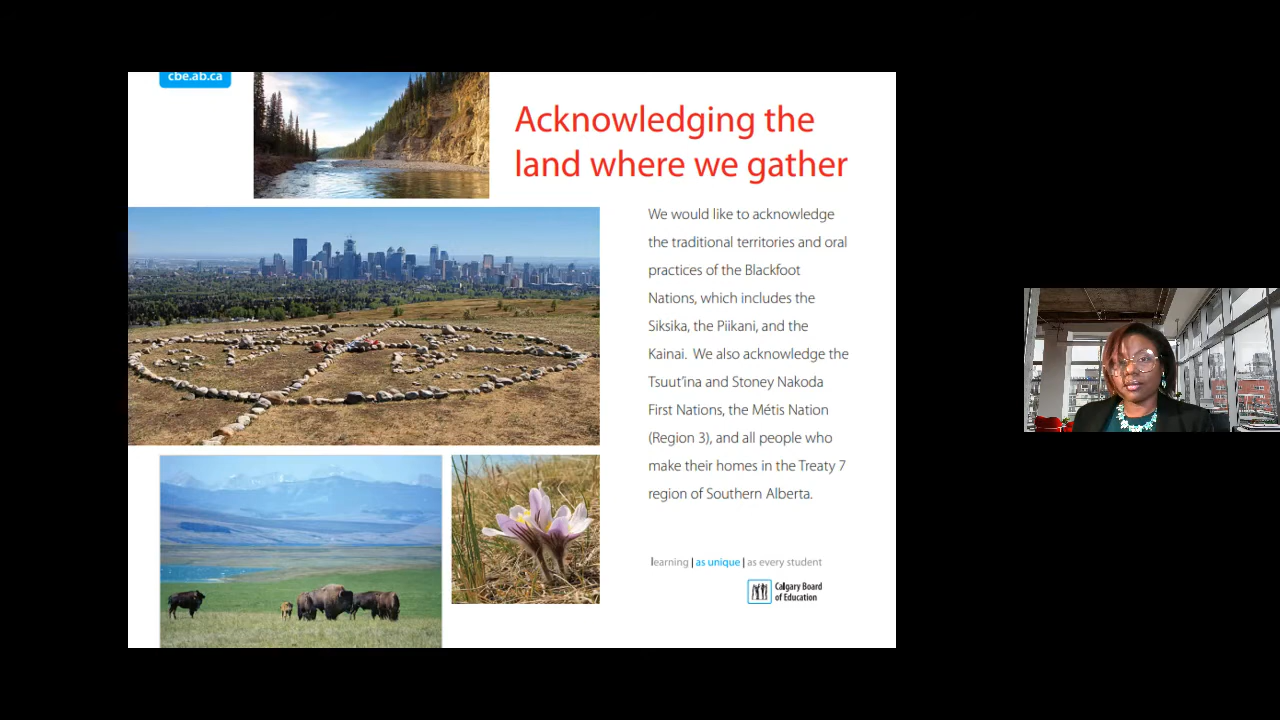 cbe.ab.ca
Acknowledging the
land where we gather
We would like to acknowledge
the traditional territories and oral
practices of the Blackfoot
Nations, which includes the
Siksika, the Piikani, and the
Kainai. We also acknowledge the
Tsuut’ina and Stoney Nakoda
First Nations, the Métis Nation
(Region 3), and all people who
make their homes in the Treaty 7
region of Southern Alberta.
learning | as unique | as every student
Calgary Board
of Education